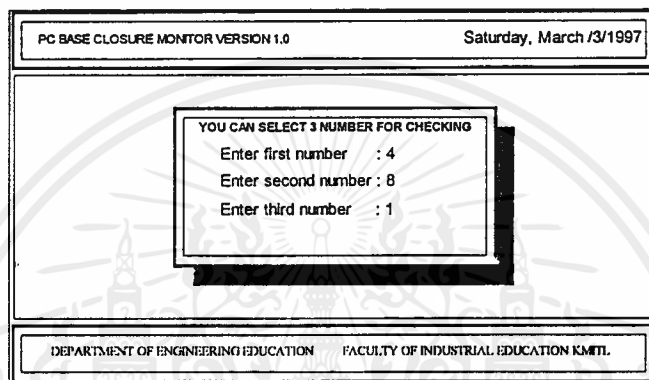 PC BASE CLOSURE MONITOR VERSION 1.0 Saturday, March /3/1997
YOU CAN SELECT 3 NUMBER FOR CHECKING
Enter first number : 4
Enter second number : 8
Enter third number : 1
DEPARTMENT OF ENGINEERING EDUCATION FACULTY OF INDUSTRIAL EDUCATION KMITL